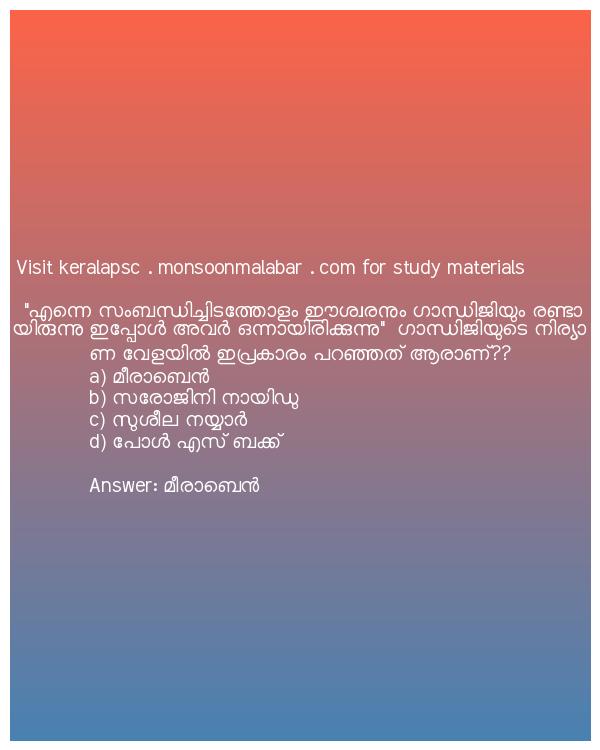 Visit keralapsc . monsoonmalabar . com for study materials
"എന്നെ സംബന്ധിച്ചിടത്തോളം ഈശ്വരനും ഗാന്ധിജിയും രണ്ടാ
യിരുന്നു ഇപ്പോൾ അവർ ഒന്നായിരിക്കുന്നു" ഗാന്ധിജിയുടെ നിര്യാ
ണ വേളയിൽ ഇപ്രകാരം പറഞ്ഞത് ആരാണ്??
a) മീരാബെൻ
b) സരോജിനി നായിഡു
c) സുശീല നയ്യാർ
d) പോൾ എസ് ബക്ക്
Answer: മീരാബെൻ